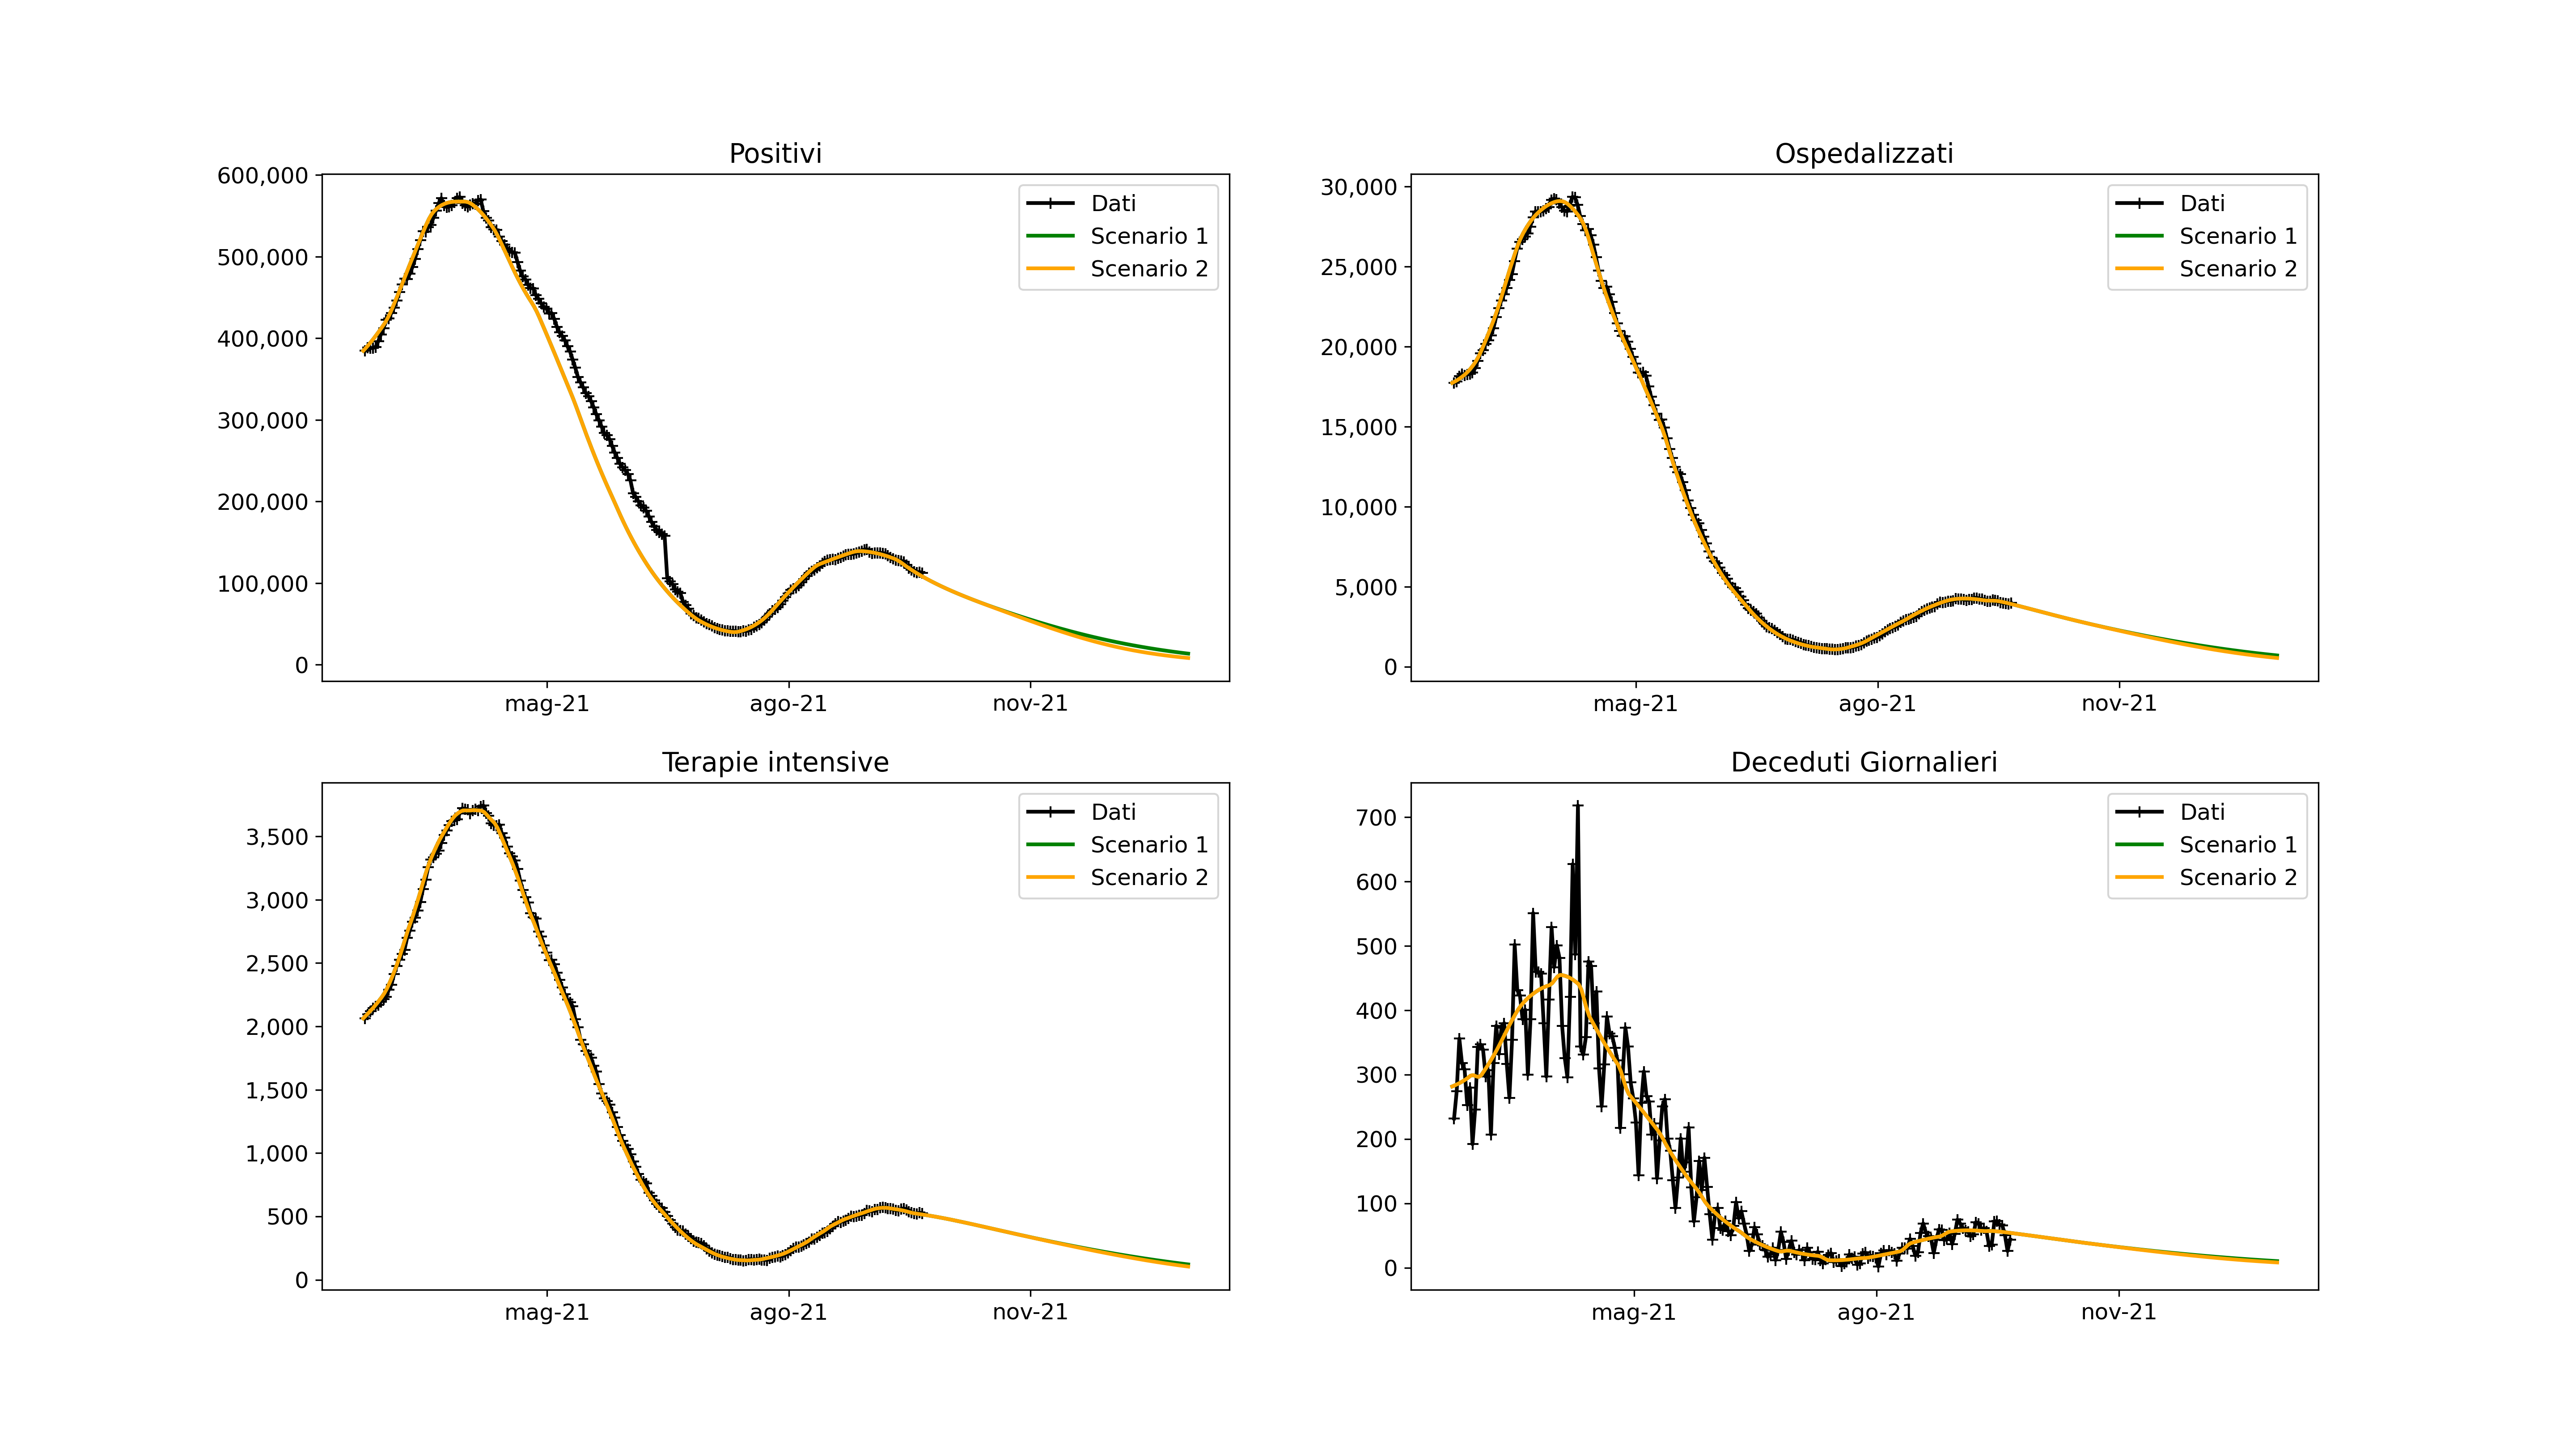 Positivi
600,000
500,000
400,000
300,000
200,000
100,000
0
mag-21
ago-21
nov-21
Dati
Scenario 1
Scenario 2
Ospedalizzati
30,000
25,000
20,000
15,000
10,000
5,000
0
mag-21
ago-21
nov-21
Dati
Scenario 1
Scenario 2
Terapie intensive
3,500
3,000
2,500
2,000
1,500
1,000
500
0
mag-21
ago-21
nov-21
Dati
Scenario 1
Scenario 2
Deceduti Giornalieri
700
600
500
400
300
200
100
0
mag-21
ago-21
nov-21
Dati
Scenario 1
Scenario 2